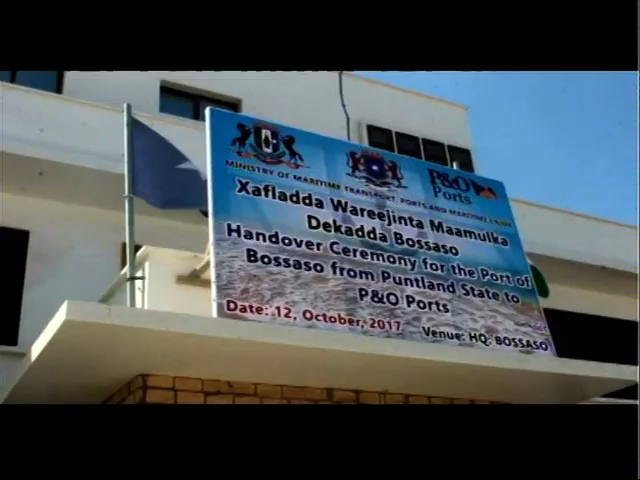 P&O
Ports
MINISTRY OF MARITIME TRANSPORT, PORTS AND MARITIME
Xafladda Wareejinta Maamulka
Dekadda Bossaso
Handover Ceremony for the Port of
Bossaso from Puntland State to
P&O Ports
Date: 12, October, 2017
Venue: HQ, BOSSASO